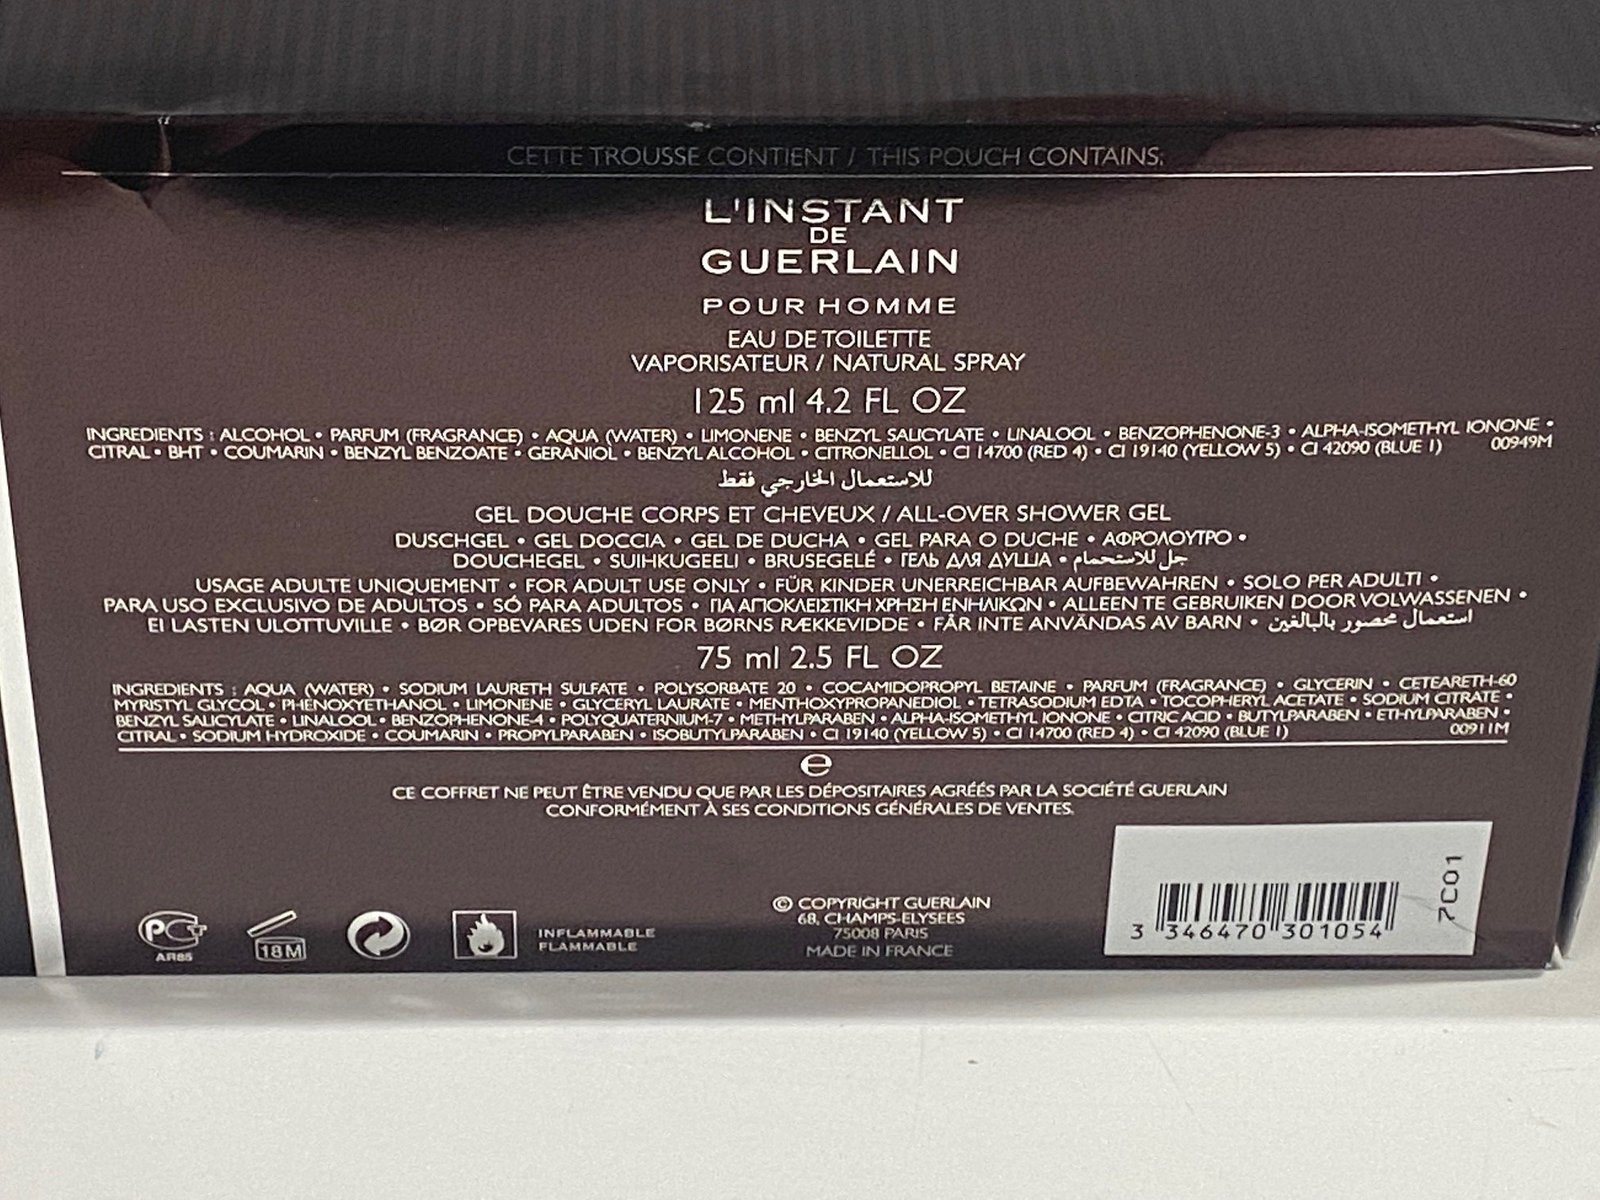 CETTE TROUSSE CONTIENT / THIS POUCH CONTAINS:
L'INSTANT
DE
GUERLAIN
POUR HOMME
EAU DE TOILETTE
VAPORISATEUR / NATURAL SPRAY
125 ml 4.2 FL OZ
INGREDIENTS : ALCOHOL • PARFUM (FRAGRANCE) • AQUA (WATER) • LIMONENE • BENZYL SALICYLATE • LINALOOL • BENZOPHENONE-3 • ALPHA-ISOMETHYL IONONE •
CITRAL • BHT • COUMARIN • BENZYL BENZOATE • GERANIOL • BENZYL ALCOHOL • CITRONELLOL • CI 14700 (RED 4) • CI 19140 (YELLOW 5) • CI 42090 (BLUE 1) 00949M
للاستعمال الخارجي فقط
GEL DOUCHE CORPS ET CHEVEUX / ALL-OVER SHOWER GEL
DUSCHGEL • GEL DOCCIA • GEL DE DUCHA • GEL PARA O DUCHE • ΑΦΡΟΛΟΥΤΡΟ •
DOUCHEGEL • SUIHKUGEELI • BRUSEGELÉ • ГЕЛЬ ДЛЯ ДУША • جل للاستحمام
USAGE ADULTE UNIQUEMENT • FOR ADULT USE ONLY • FÜR KINDER UNERREICHBAR AUFBEWAHREN • SOLO PER ADULTI •
PARA USO EXCLUSIVO DE ADULTOS • SÓ PARA ADULTOS • ΓΙΑ ΑΠΟΚΛΕΙΣΤΙΚΗ ΧΡΗΣΗ ΕΝΗΛΙΚΩΝ • ALLEEN TE GEBRUIKEN DOOR VOLWASSENEN •
EI LASTEN ULOTTUVILLE • BØR OPBEVARES UDEN FOR BØRNS RÆKKEVIDDE • FÅR INTE ANVÄNDAS AV BARN • استعمال محصور بالبالغين
75 ml 2.5 FL OZ
INGREDIENTS : AQUA (WATER) • SODIUM LAURETH SULFATE • POLYSORBATE 20 • COCAMIDOPROPYL BETAINE • PARFUM (FRAGRANCE) • GLYCERIN • CETEARETH-60
MYRISTYL GLYCOL • PHENOXYETHANOL • LIMONENE • GLYCERYL LAURATE • MENTHOXYPROPANEDIOL • TETRASODIUM EDTA • TOCOPHERYL ACETATE • SODIUM CITRATE •
BENZYL SALICYLATE • LINALOOL • BENZOPHENONE-4 • POLYQUATERNIUM-7 • METHYLPARABEN • ALPHA-ISOMETHYL IONONE • CITRIC ACID • BUTYLPARABEN • ETHYLPARABEN •
CITRAL • SODIUM HYDROXIDE • COUMARIN • PROPYLPARABEN • ISOBUTYLPARABEN • CI 19140 (YELLOW 5) • CI 14700 (RED 4) • CI 42090 (BLUE 1) 00911M
e
CE COFFRET NE PEUT ÊTRE VENDU QUE PAR LES DÉPOSITAIRES AGRÉÉS PAR LA SOCIÉTÉ GUERLAIN
CONFORMÉMENT À SES CONDITIONS GÉNÉRALES DE VENTES.
PCT
AR85
18M
INFLAMMABLE
FLAMMABLE
© COPYRIGHT GUERLAIN
68, CHAMPS-ELYSEES
75008 PARIS
MADE IN FRANCE
3 346470 301054
7C01